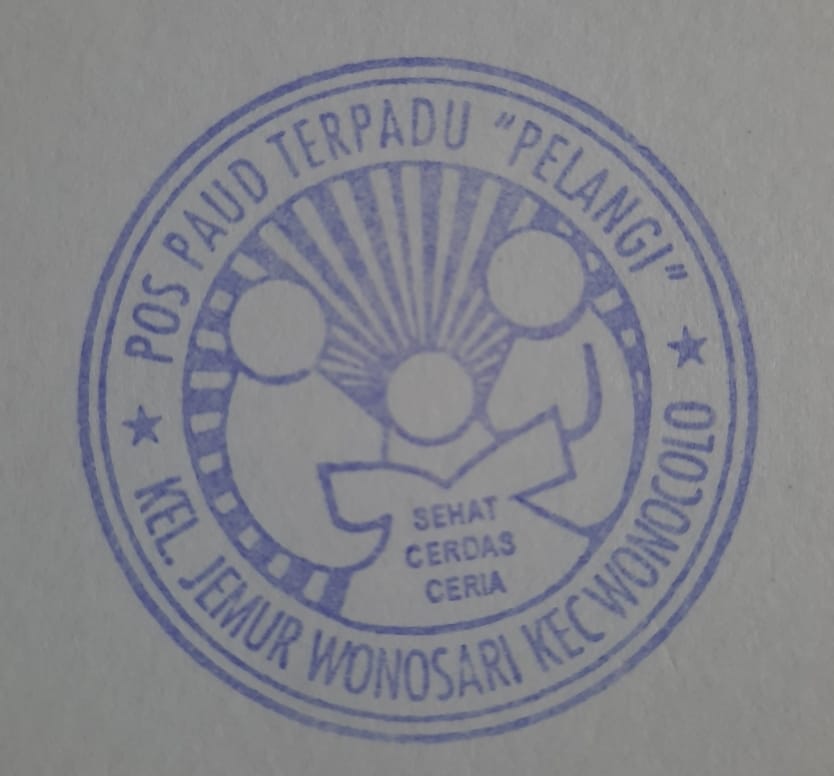 POS PAUD TERPADU "PELANGI"
SEHAT
CERDAS
CERIA
KEL. JEMUR WONOSARI KEC WONOCOLO